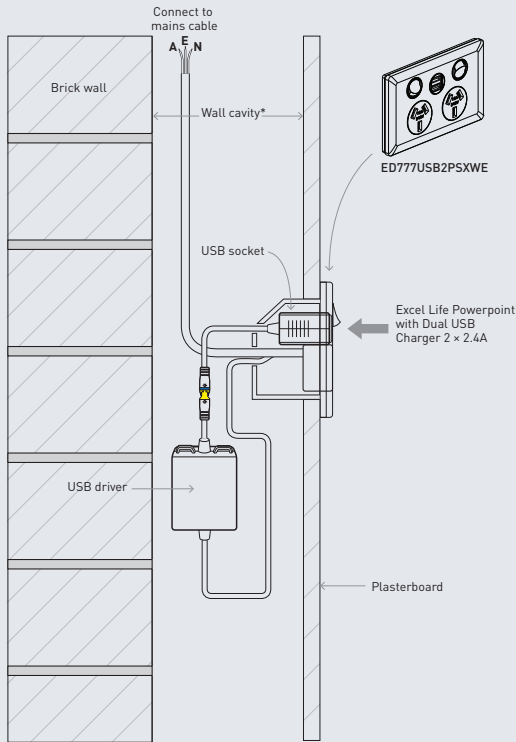 Connect to
mains cable
A E N
Brick wall
Wall cavity*
ED777USB2PSXWE
USB socket
Excel Life Powerpoint
with Dual USB
Charger 2 × 2.4A
USB driver
Plasterboard